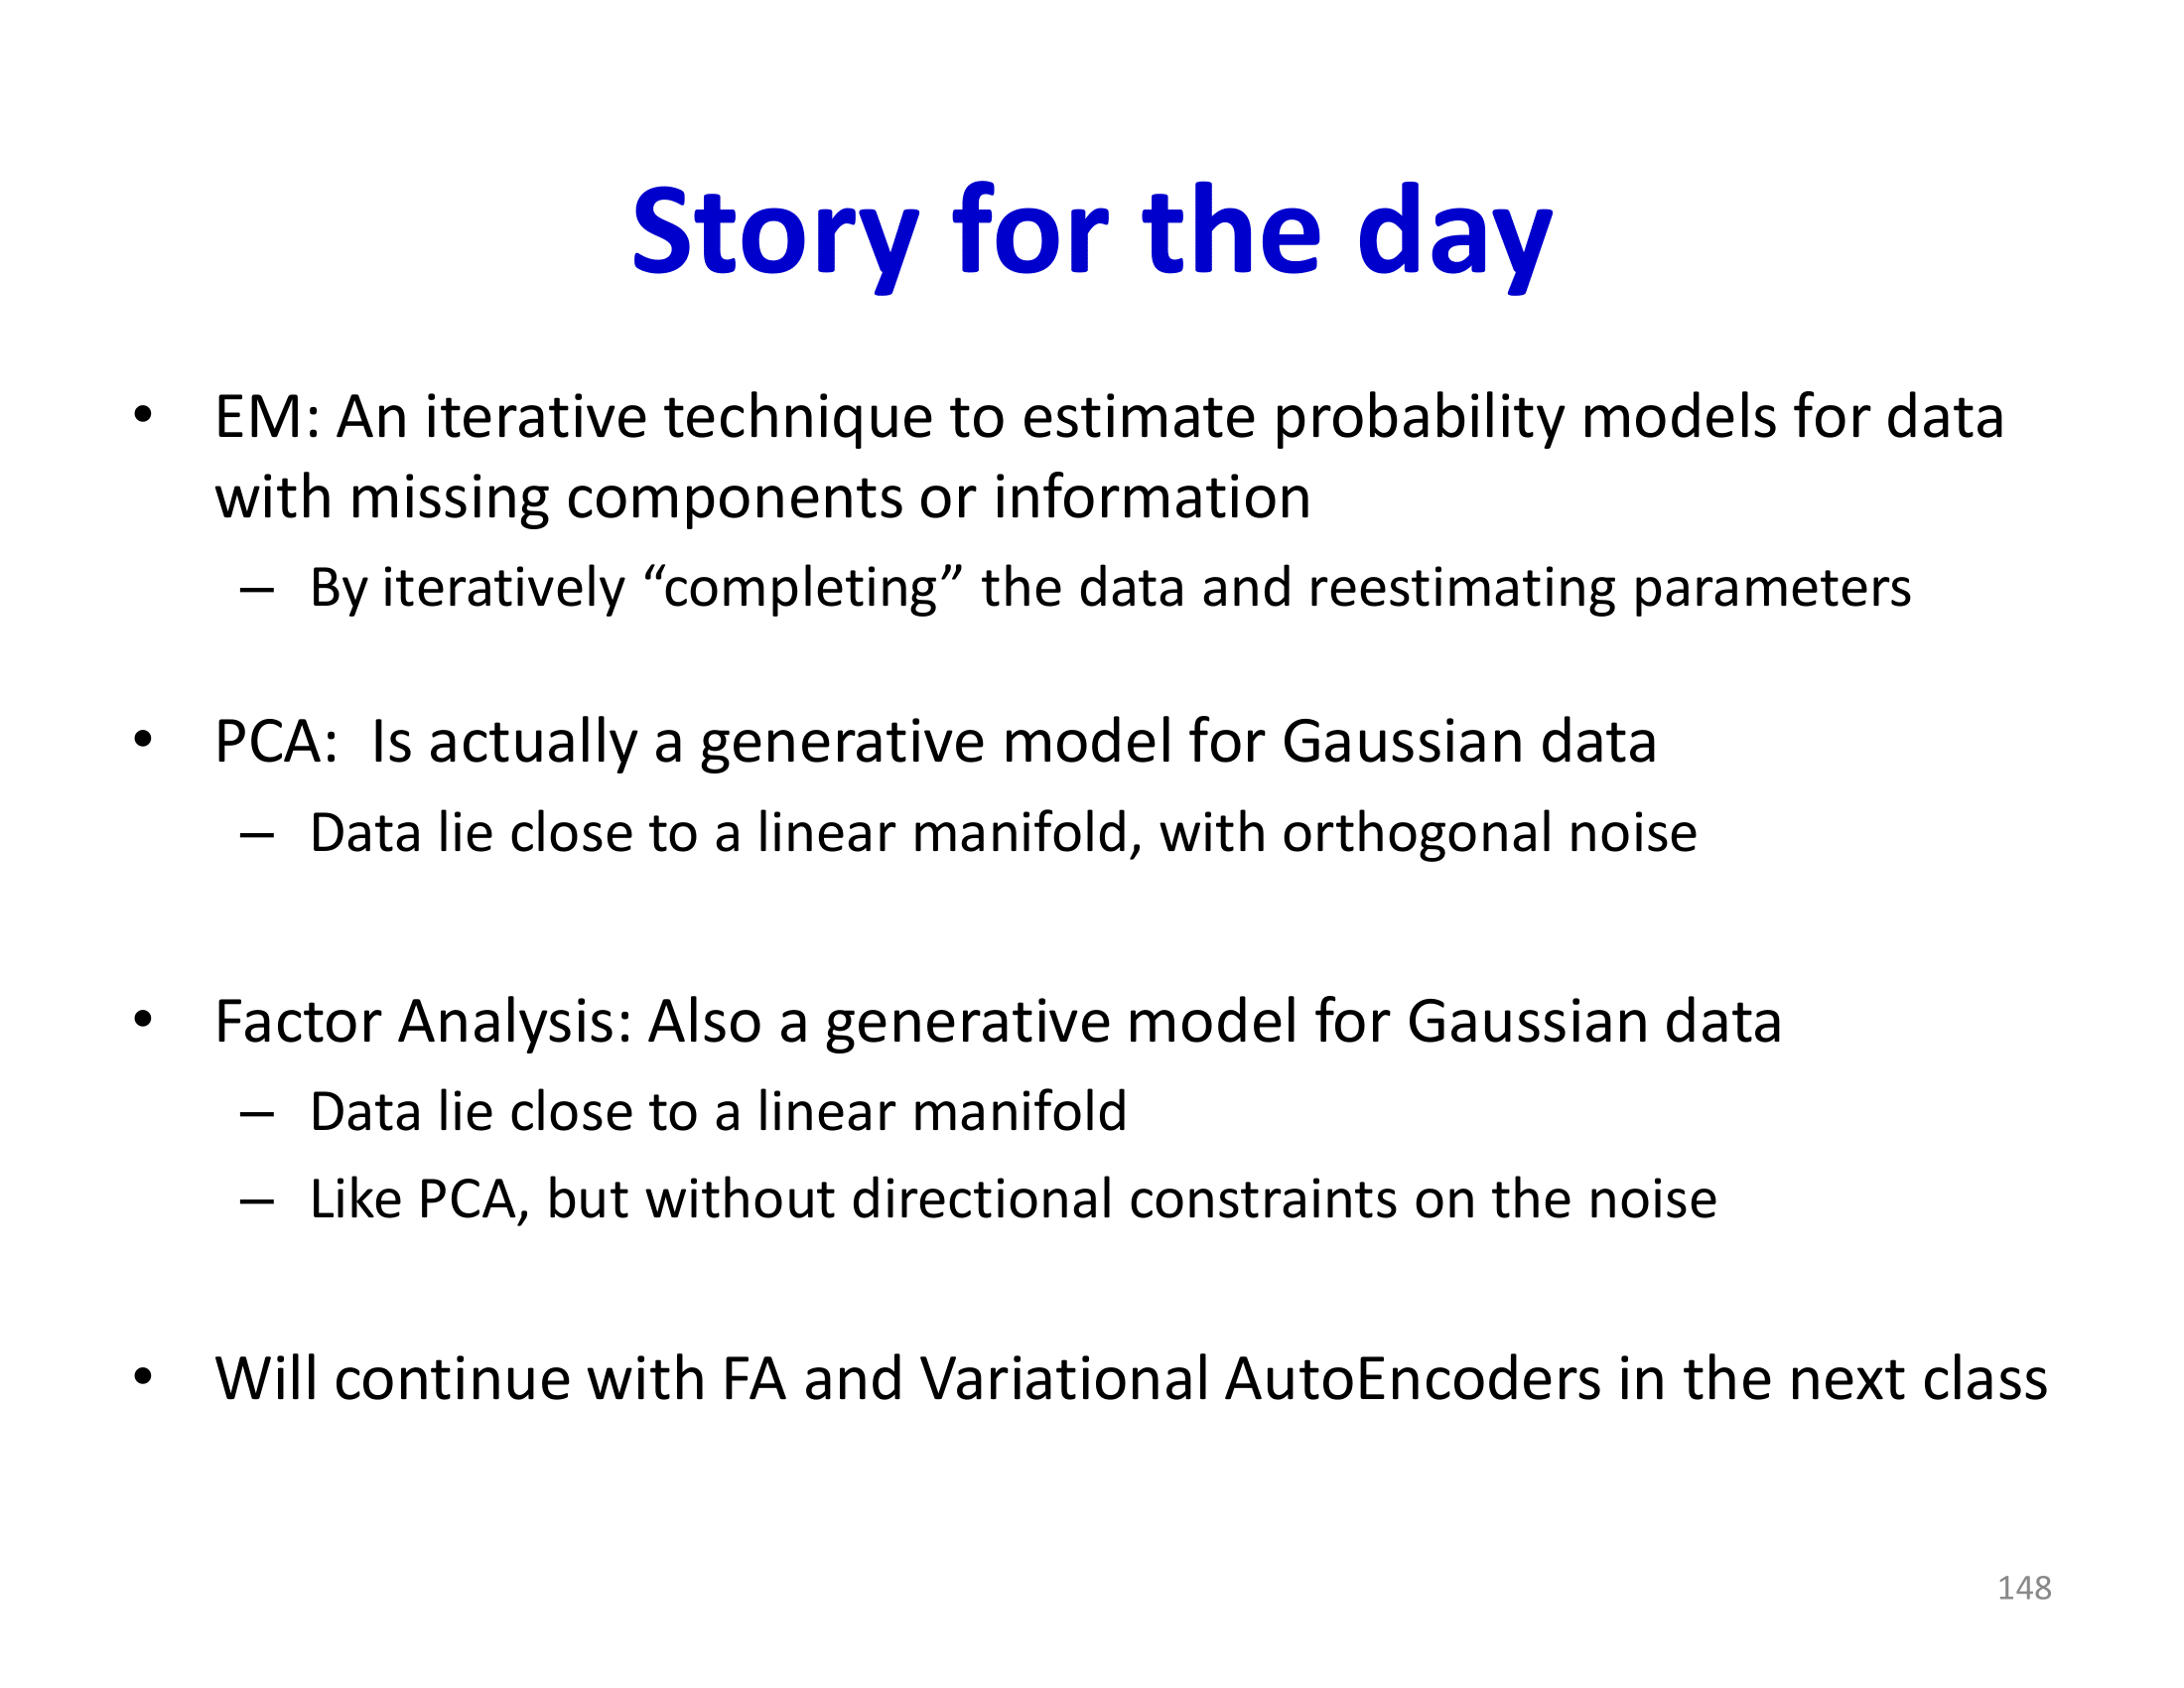 Story for the day
• EM: An iterative technique to estimate probability models for data
with missing components or information
– By iteratively “completing” the data and reestimating parameters
• PCA:  Is actually a generative model for Gaussian data
– Data lie close to a linear manifold, with orthogonal noise
• Factor Analysis: Also a generative model for Gaussian data
– Data lie close to a linear manifold
– Like PCA, but without directional constraints on the noise
• Will continue with FA and Variational AutoEncoders in the next class
148